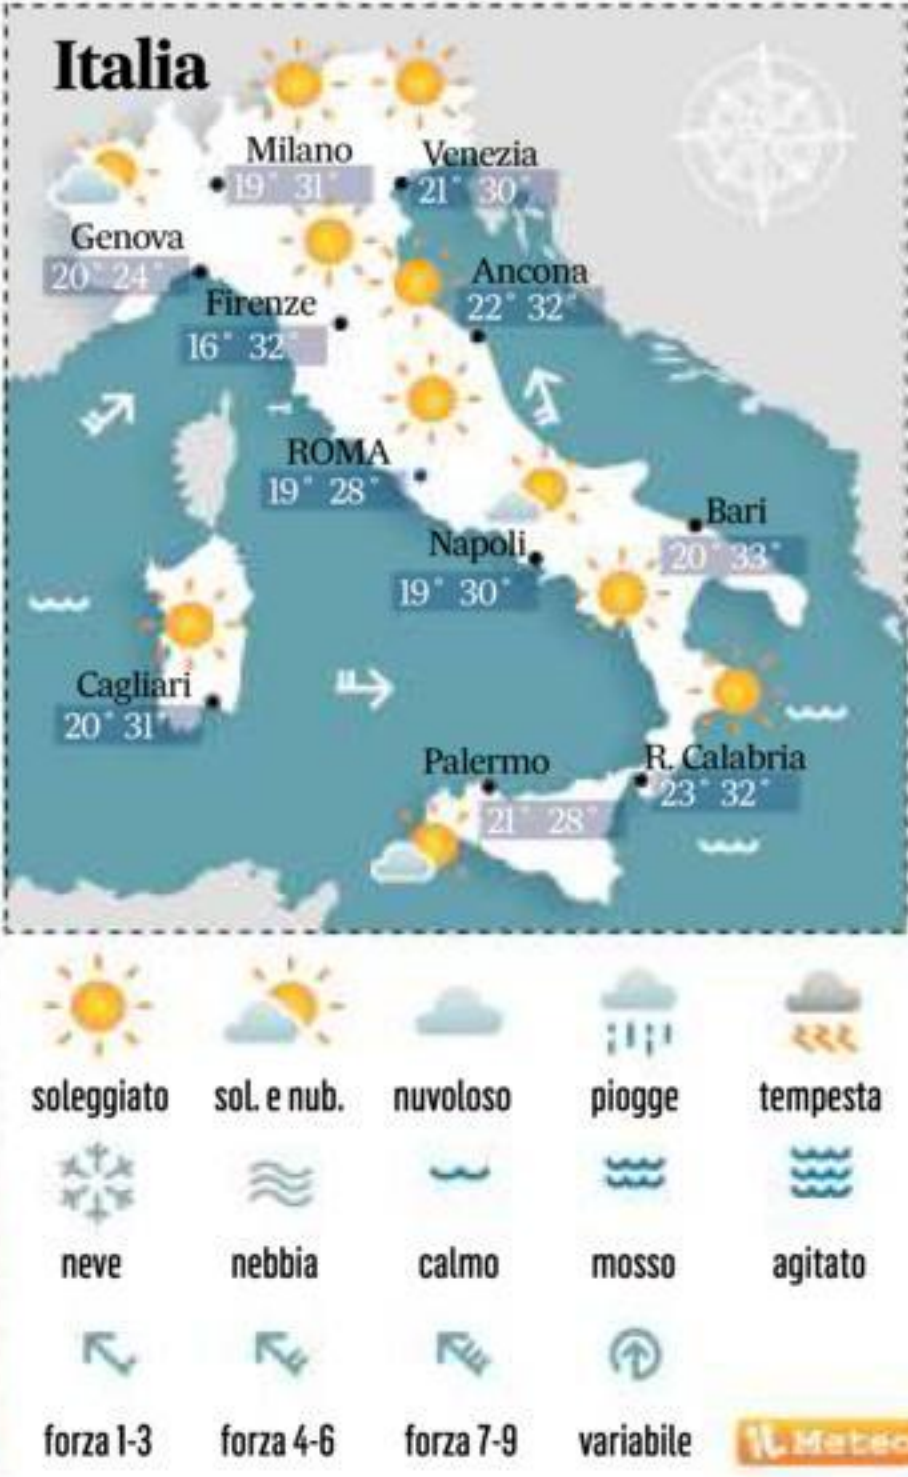 Italia
Milano
19° 31°
Venezia
21° 30°
Genova
20° 24°
Firenze
16° 32°
Ancona
22° 32°
ROMA
19° 28°
Napoli
19° 30°
Bari
20° 33°
Cagliari
20° 31°
Palermo
21° 28°
R. Calabria
23° 32°
soleggiato sol. e nub. nuvoloso piogge tempesta
neve nebbia calmo mosso agitato
forza 1-3 forza 4-6 forza 7-9 variabile
iL Meteo